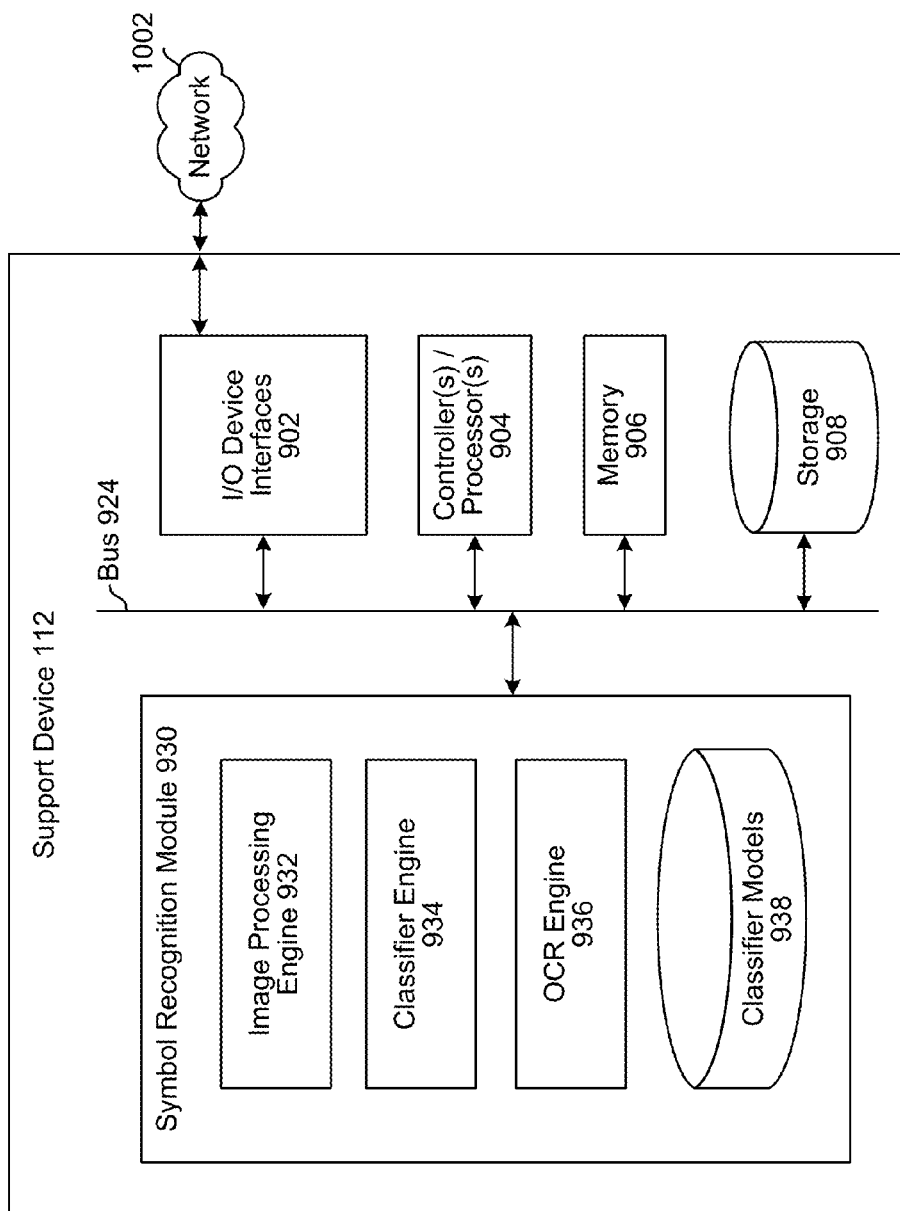 Support Device 112
Bus 924
Symbol Recognition Module 930
Image Processing
Engine 932
Classifier Engine
934
OCR Engine
936
Classifier Models
938
I/O Device
Interfaces
902
Controller(s) /
Processor(s)
904
Memory
906
Storage
908
Network
1002